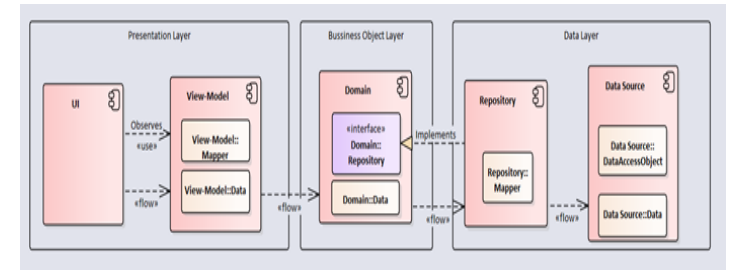 Presentation Layer
Bussiness Object Layer
Data Layer
UI
Observes
«use»
«flow»
View-Model
View-Model::
Mapper
View-Model::Data
«flow»
Domain
«interface»
Domain::
Repository
Domain::Data
Implements
«flow»
Repository
Repository::
Mapper
«flow»
Data Source
Data Source::
DataAccessObject
Data Source::Data